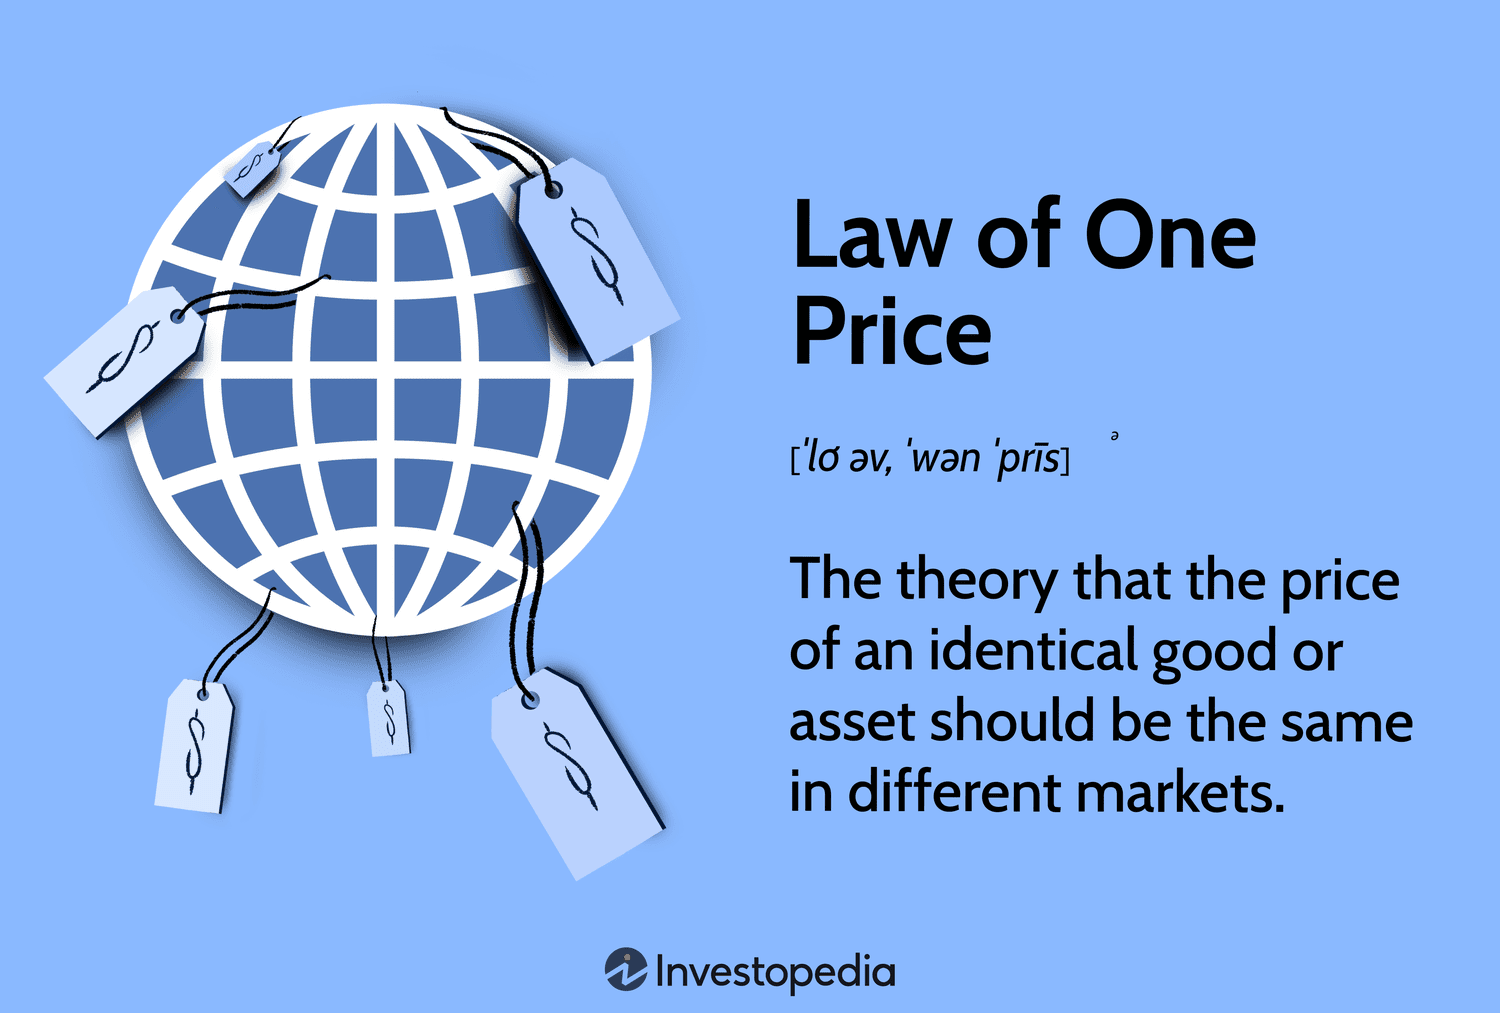 Law of One
Price
ə
[ˈlȯ əv, ˈwən ˈprīs]
The theory that the price
of an identical good or
asset should be the same
in different markets.
Investopedia